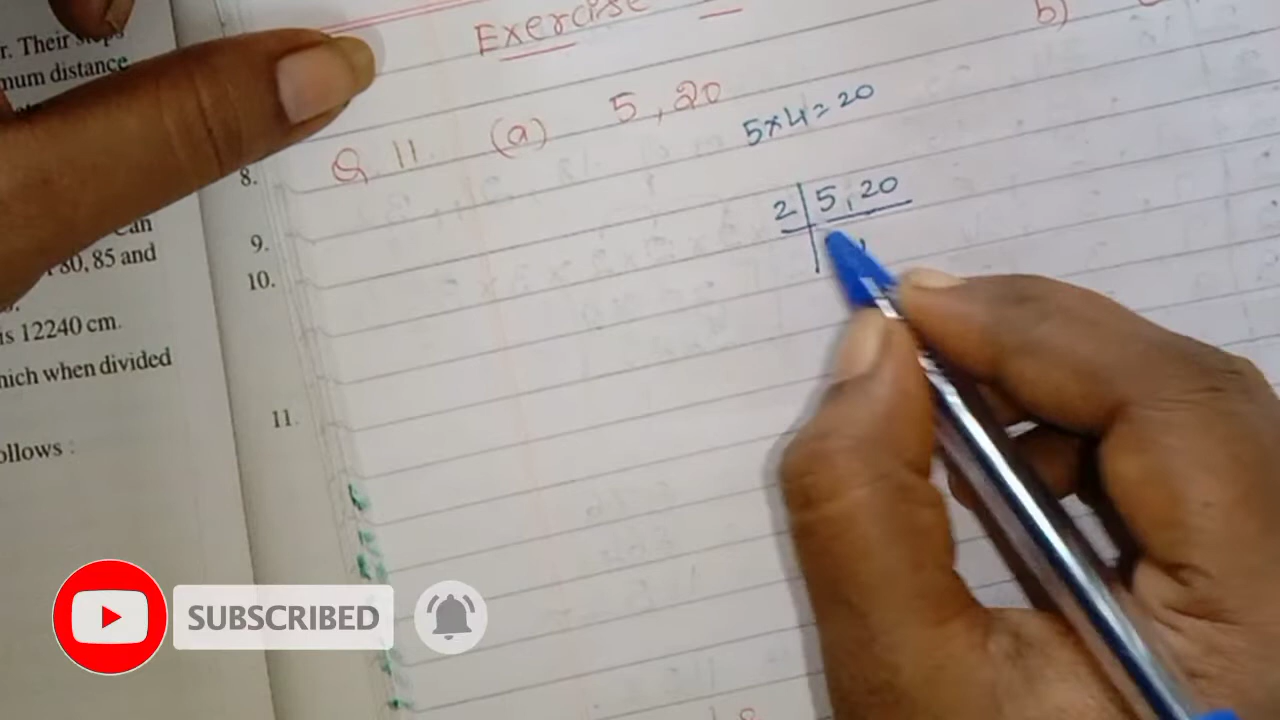 r. Their steps
mum distance
80, 85 and
is 12240 cm.
hich when divided
ollows :
8.
9.
10.
11.
Exercise
b)
Q. 11 (a) 5, 20
5×4=20
2 5, 20
SUBSCRIBED